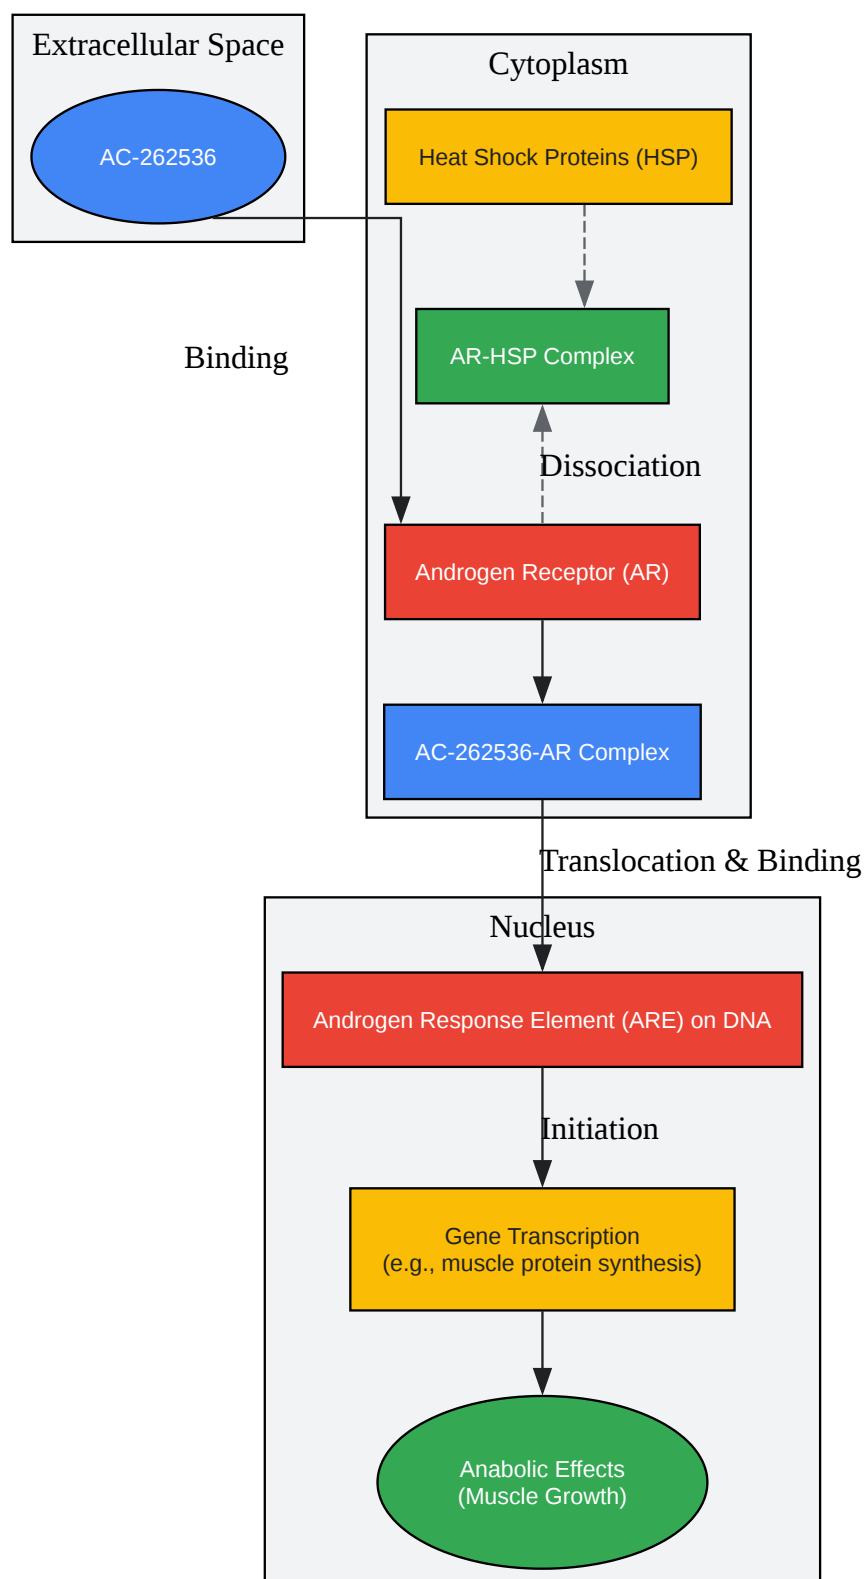 Extracellular Space
AC-262536
Cytoplasm
Heat Shock Proteins (HSP)
AR-HSP Complex
Binding
Dissociation
Androgen Receptor (AR)
AC-262536-AR Complex
Translocation & Binding
Nucleus
Androgen Response Element (ARE) on DNA
Initiation
Gene Transcription
(e.g., muscle protein synthesis)
Anabolic Effects
(Muscle Growth)